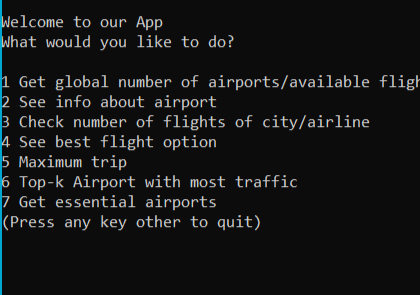 Welcome to our App
What would you like to do?
1 Get global number of airports/available fligh
2 See info about airport
3 Check number of flights of city/airline
4 See best flight option
5 Maximum trip
6 Top-k Airport with most traffic
7 Get essential airports
(Press any key other to quit)